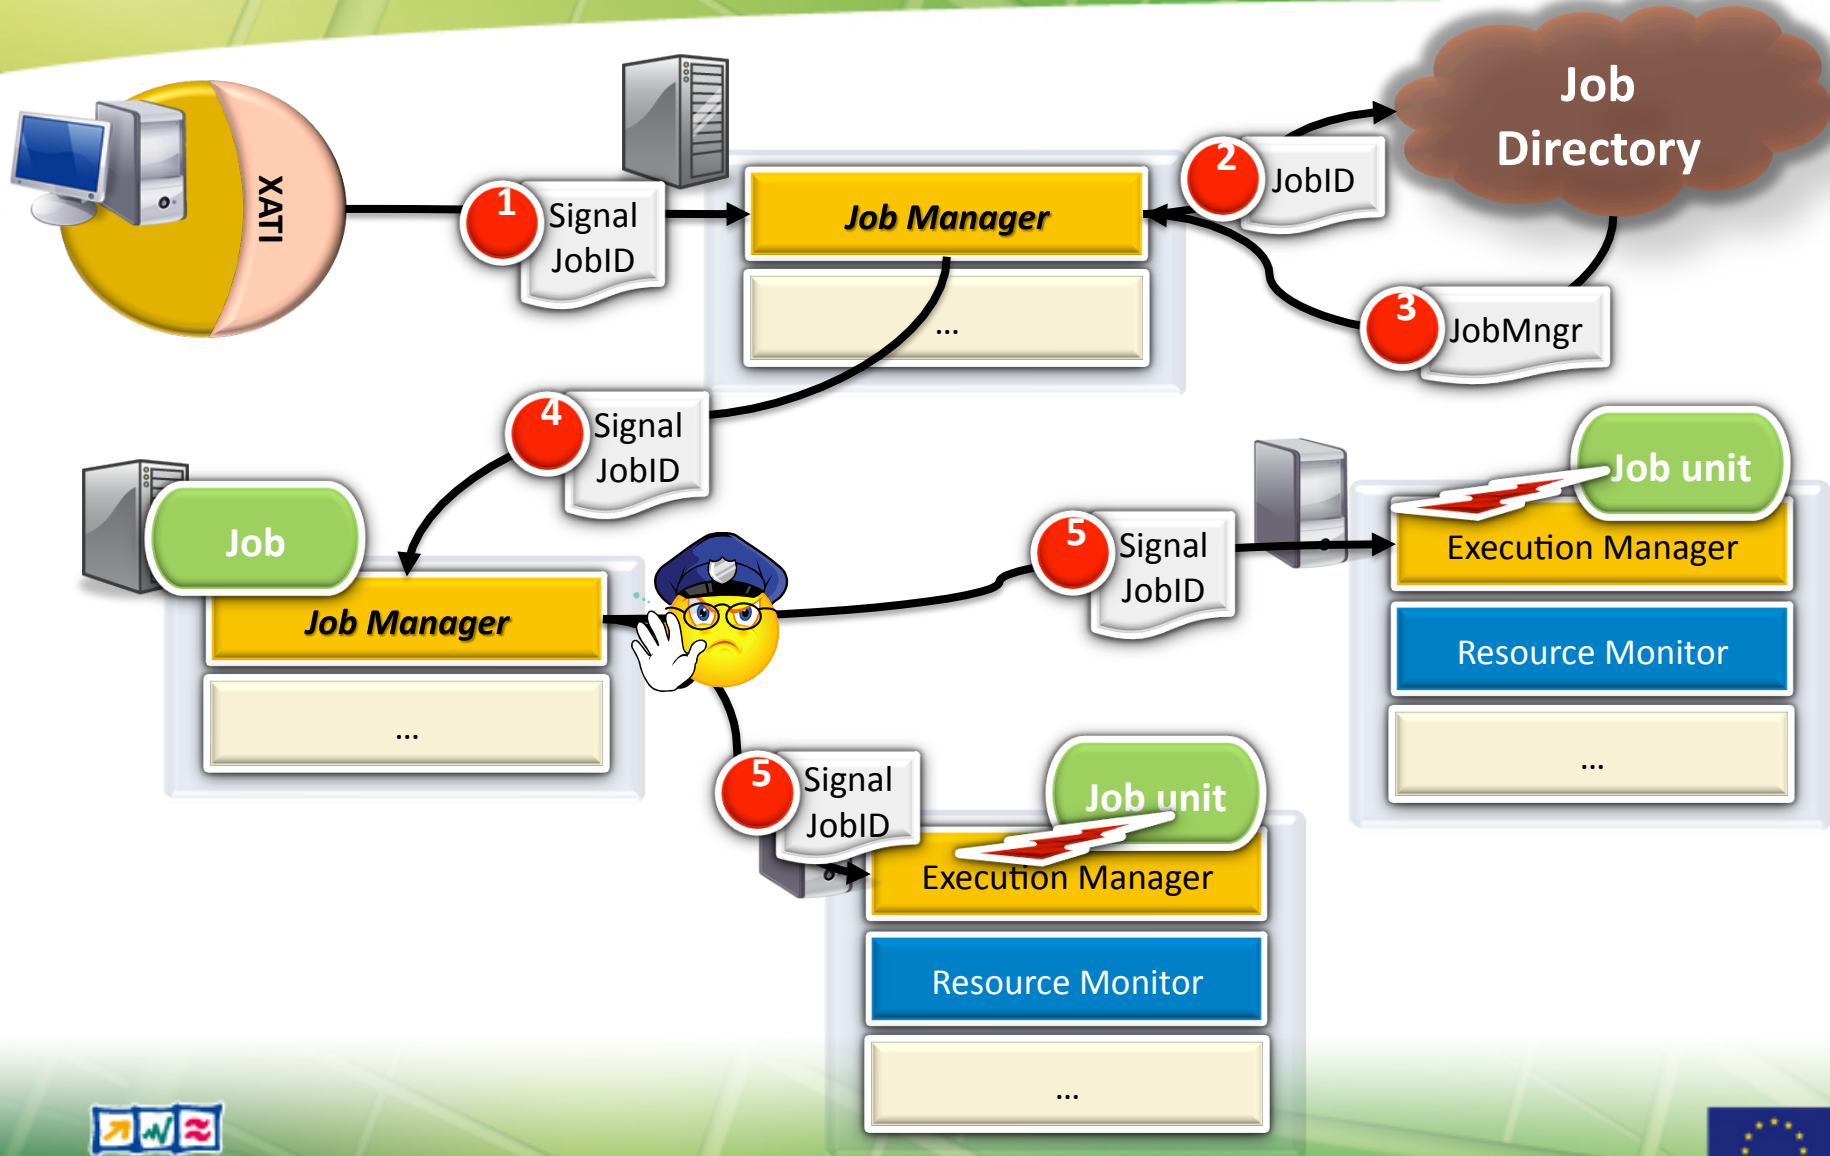 Job
Directory
XATI
1
Signal
JobID
Job Manager
...
2
JobID
3
JobMngr
4
Signal
JobID
Job
Job Manager
...
5
Signal
JobID
Job unit
Execution Manager
Resource Monitor
...
5
Signal
JobID
Job unit
Execution Manager
Resource Monitor
...